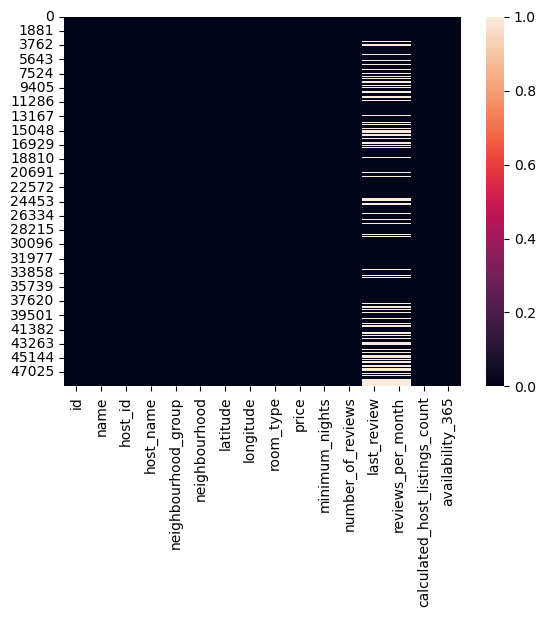 0
1881
3762
5643
7524
9405
11286
13167
15048
16929
18810
20691
22572
24453
26334
28215
30096
31977
33858
35739
37620
39501
41382
43263
45144
47025
id
name
host_id
host_name
neighbourhood_group
neighbourhood
latitude
longitude
room_type
price
minimum_nights
number_of_reviews
last_review
reviews_per_month
calculated_host_listings_count
availability_365
1.0
0.8
0.6
0.4
0.2
0.0